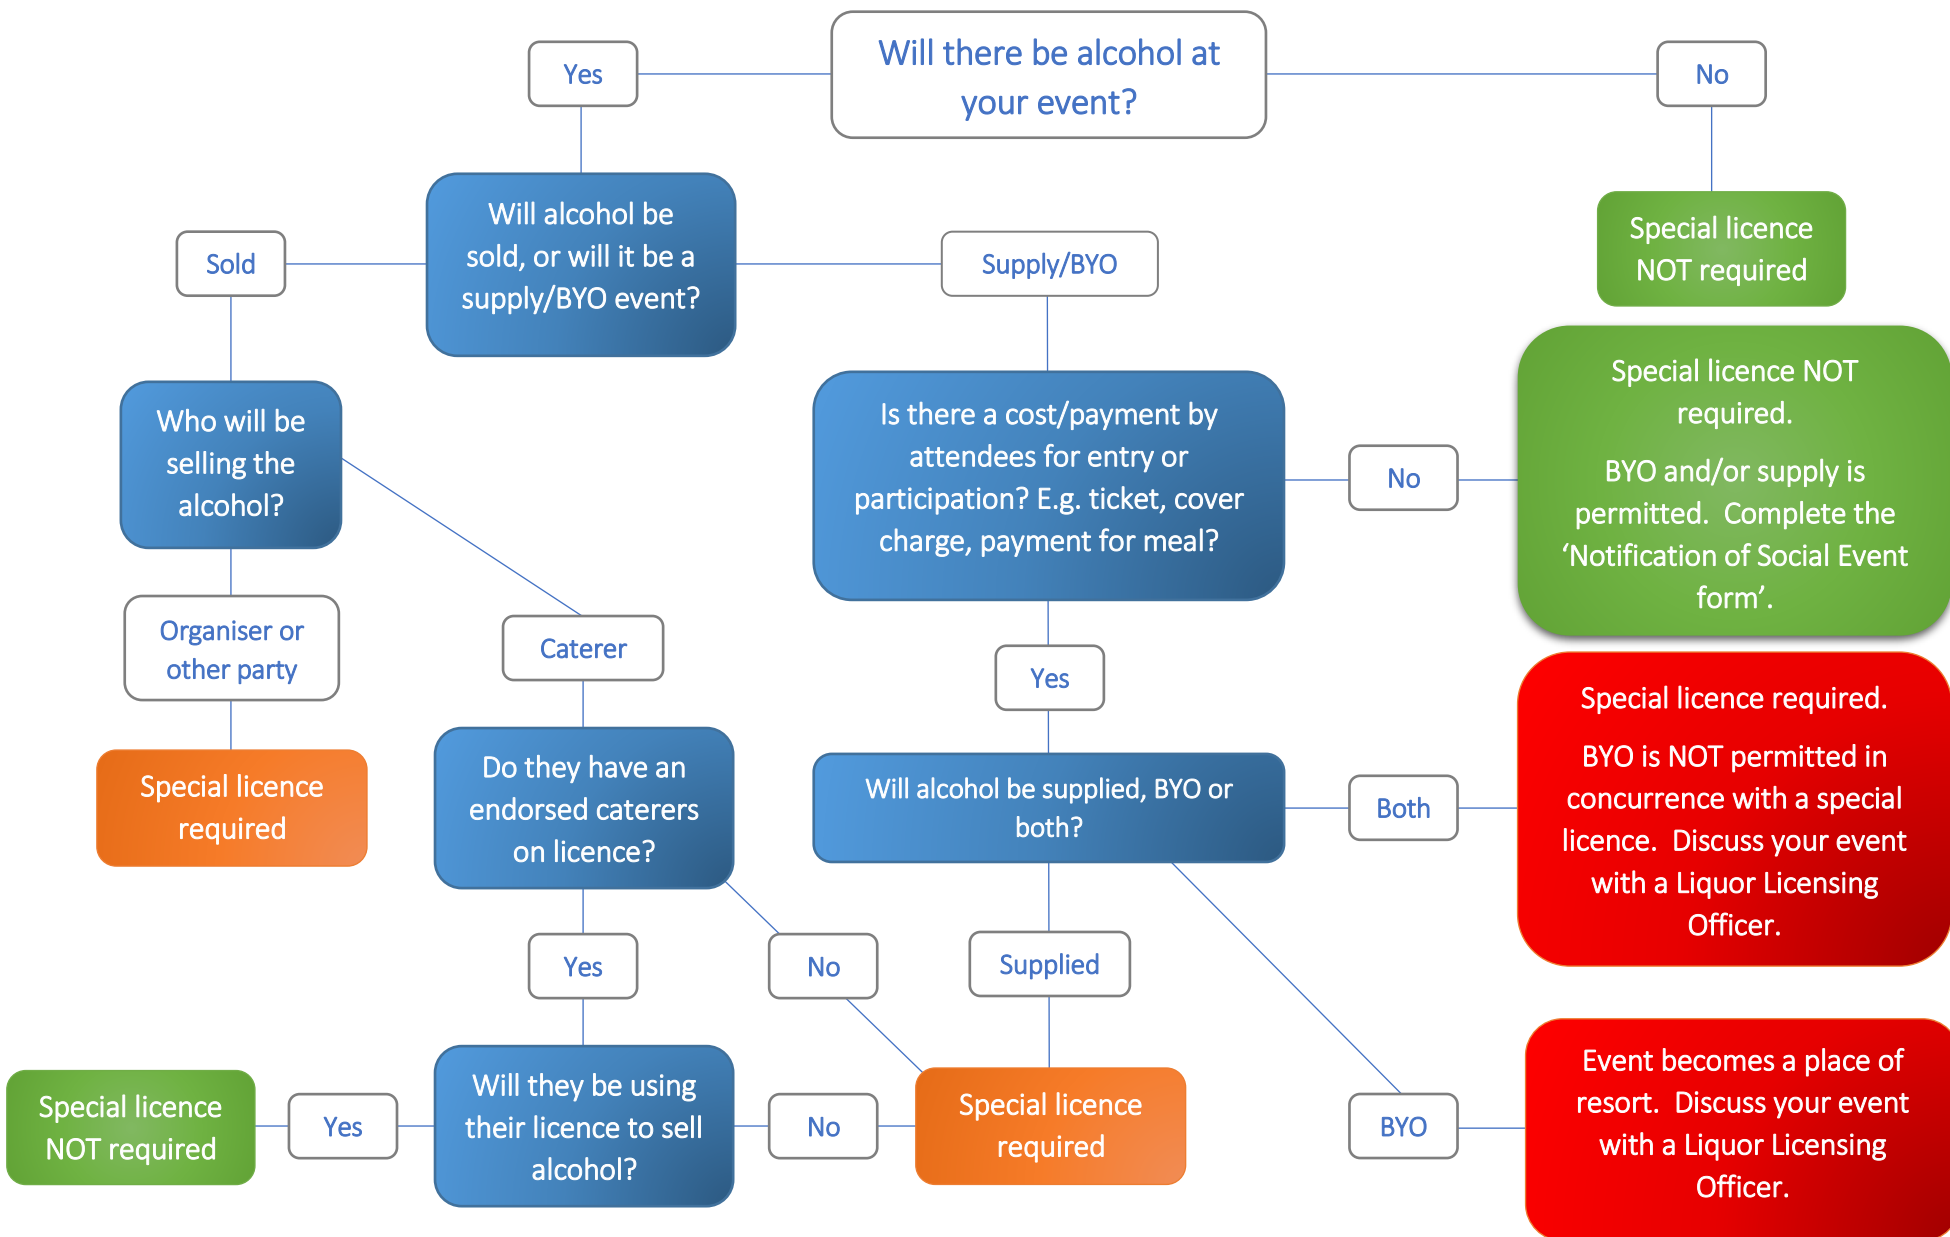 Will there be alcohol at
your event?
Yes
No
Will alcohol be
sold, or will it be a
supply/BYO event?
Special licence
NOT required
Sold
Supply/BYO
Who will be
selling the
alcohol?
Is there a cost/payment by
attendees for entry or
participation? E.g. ticket, cover
charge, payment for meal?
No
Special licence NOT
required.
BYO and/or supply is
permitted.  Complete the
‘Notification of Social Event
form’.
Organiser or
other party
Caterer
Yes
Special licence
required
Do they have an
endorsed caterers
on licence?
Will alcohol be supplied, BYO or
both?
Both
Special licence required.
BYO is NOT permitted in
concurrence with a special
licence.  Discuss your event
with a Liquor Licensing
Officer.
Yes
No
Supplied
Special licence
NOT required
Yes
Will they be using
their licence to sell
alcohol?
No
Special licence
required
BYO
Event becomes a place of
resort.  Discuss your event
with a Liquor Licensing
Officer.